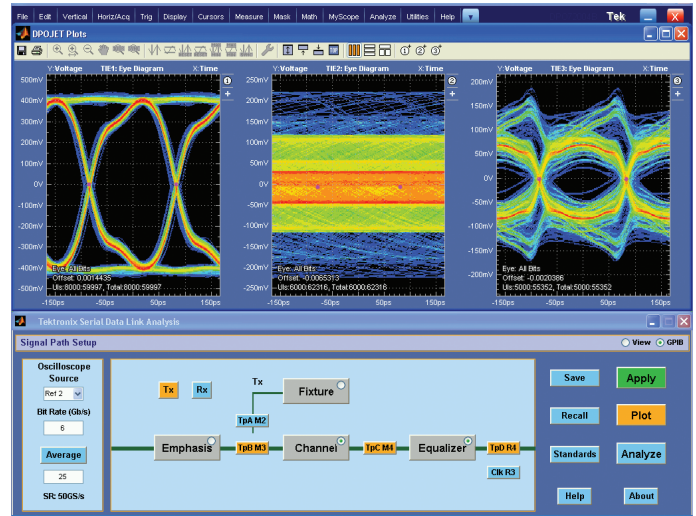 File Edit Vertical Horiz/Acq Trig Display Cursors Measure Mask Math MyScope Analyze Utilities Help Tek X
DPOJET Plots
Y:Voltage TIE1: Eye Diagram X:Time
500mV
400mV
300mV
200mV
100mV
0V
-100mV
-200mV
-300mV
-400mV
-500mV
Eye: All Bits
Offset: 0.0014435
UIs:8000:59997, Total:8000:59997
-150ps -50ps 50ps 150ps
1
+
Y:Voltage TIE2: Eye Diagram X:Time
250mV
200mV
150mV
100mV
50mV
0V
-50mV
-100mV
-150mV
-200mV
-250mV
Eye: All Bits
Offset: -0.0065313
UIs:6000:62316, Total:6000:62316
-150ps -50ps 50ps 150ps
2
+
Y:Voltage TIE3: Eye Diagram X:Time
200mV
150mV
100mV
50mV
0V
-50mV
-100mV
-150mV
-200mV
Eye: All Bits
Offset: -0.0020386
UIs:5000:55352, Total:5000:55352
-150ps -50ps 50ps 150ps
3
+
Tektronix Serial Data Link Analysis
Signal Path Setup View GPIB
Oscilloscope
Source
Ref 2
Bit Rate (Gb/s)
6
Average
25
SR: 50GS/s
Tx Rx
Tx
Fixture
TpA M2
Emphasis
TpB M3
Channel
TpC M4
Equalizer
TpD R4
Clk R3
Save Apply
Recall Plot
Standards Analyze
Help About